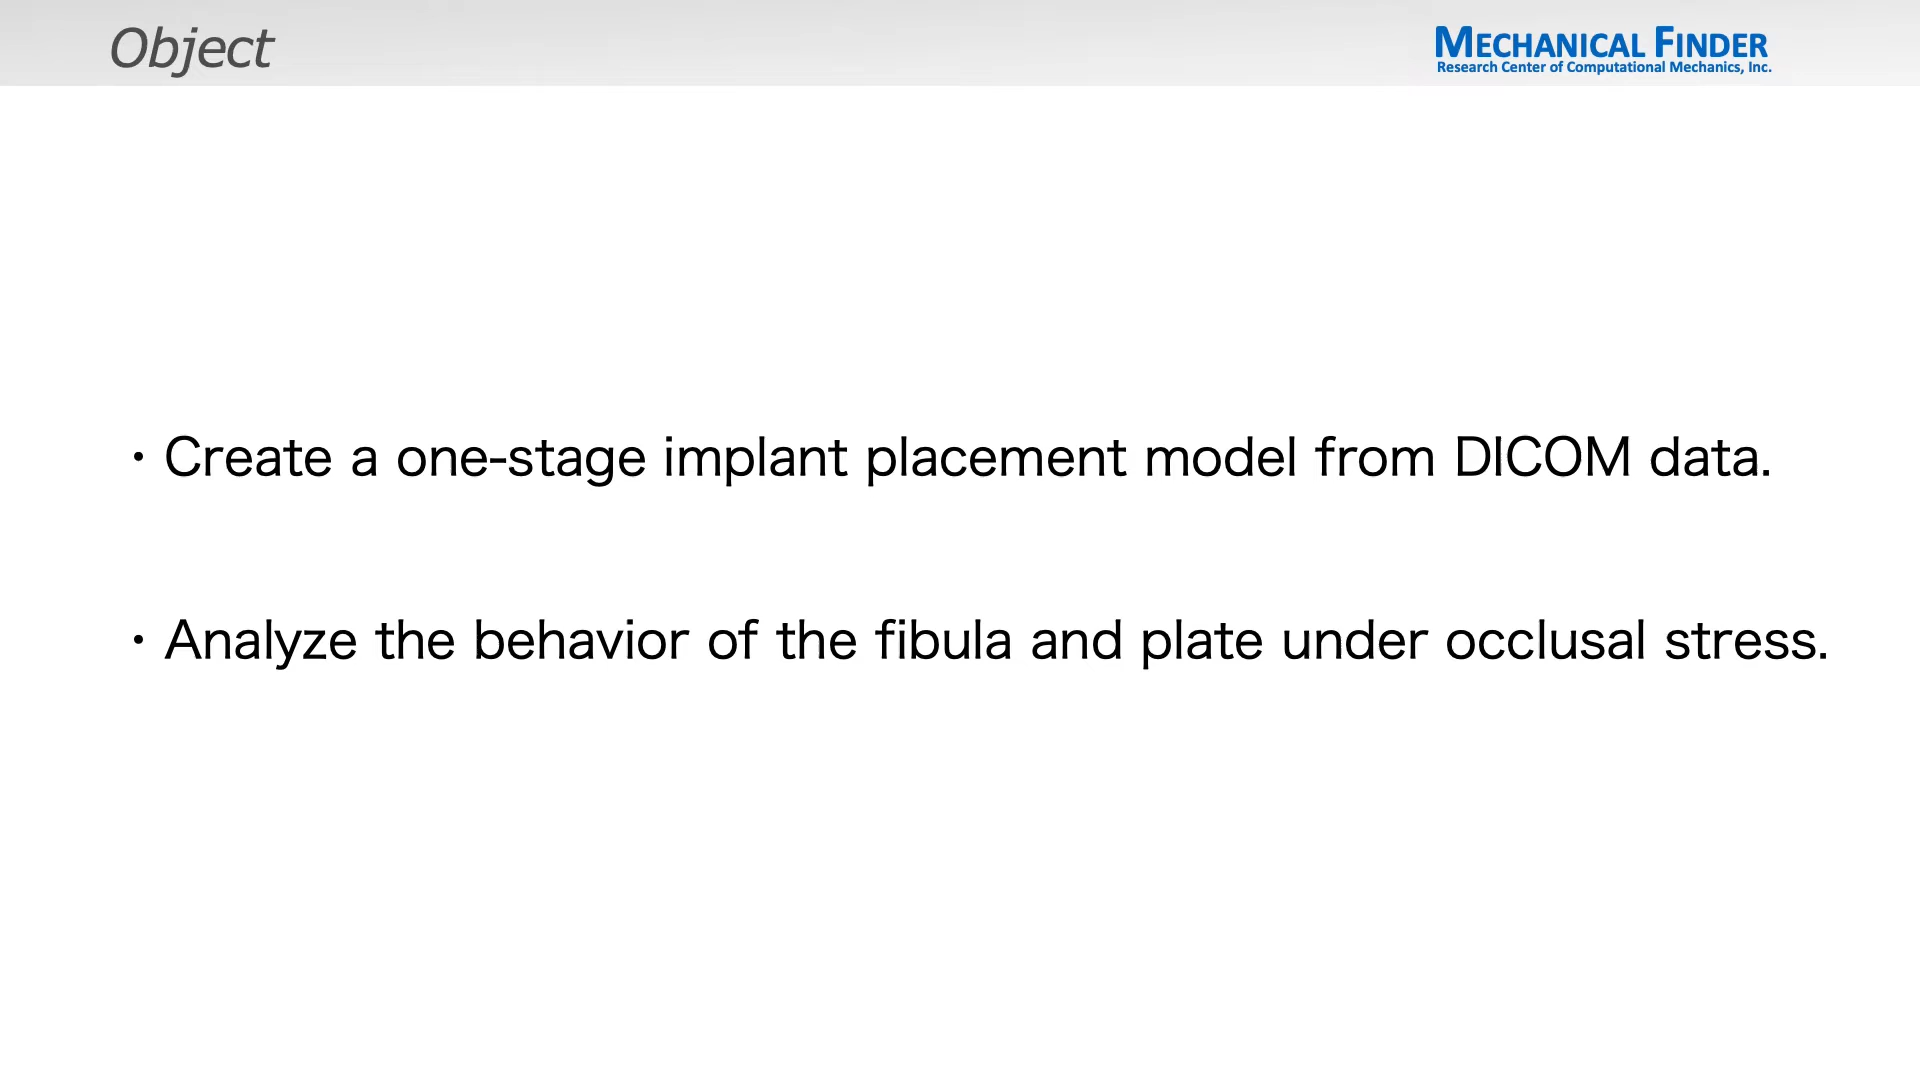 Object
MECHANICAL FINDER
Research Center of Computational Mechanics, Inc.
・Create a one-stage implant placement model from DICOM data.
・Analyze the behavior of the fibula and plate under occlusal stress.